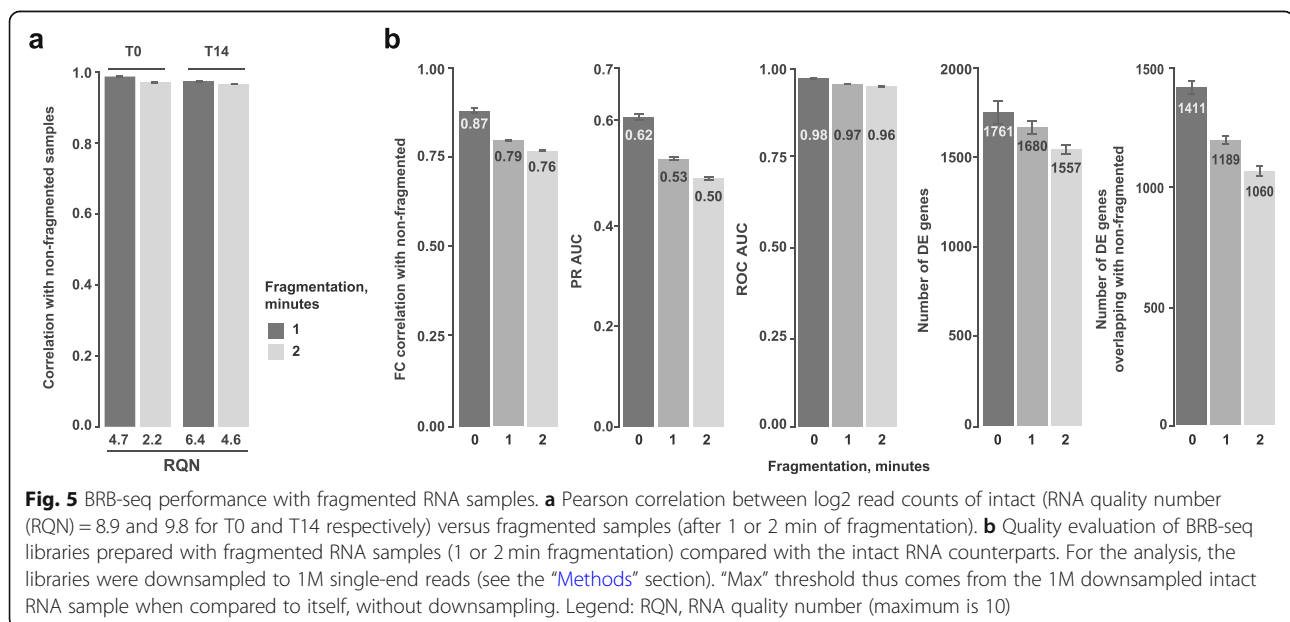 a
T0 T14
Correlation with non-fragmented samples
1.0
0.8
0.6
0.4
0.2
0.0
4.7 2.2 6.4 4.6
RQN
Fragmentation,
minutes
1
2
b
FC correlation with non-fragmented
1.00
0.75
0.50
0.25
0.00
0.87
0.79
0.76
0 1 2
PR AUC
0.7
0.6
0.4
0.2
0.0
0.62
0.53
0.50
0 1 2
ROC AUC
1.00
0.75
0.50
0.25
0.00
0.98
0.97
0.96
0 1 2
Number of DE genes
2000
1500
1000
500
0
1761
1680
1557
0 1 2
Number of DE genes
overlapping with non-fragmented
1500
1000
500
0
1411
1189
1060
0 1 2
Fragmentation, minutes
Fig. 5 BRB-seq performance with fragmented RNA samples. a Pearson correlation between log2 read counts of intact (RNA quality number
(RQN) = 8.9 and 9.8 for T0 and T14 respectively) versus fragmented samples (after 1 or 2 min of fragmentation). b Quality evaluation of BRB-seq
libraries prepared with fragmented RNA samples (1 or 2 min fragmentation) compared with the intact RNA counterparts. For the analysis, the
libraries were downsampled to 1M single-end reads (see the “Methods” section). “Max” threshold thus comes from the 1M downsampled intact
RNA sample when compared to itself, without downsampling. Legend: RQN, RNA quality number (maximum is 10)